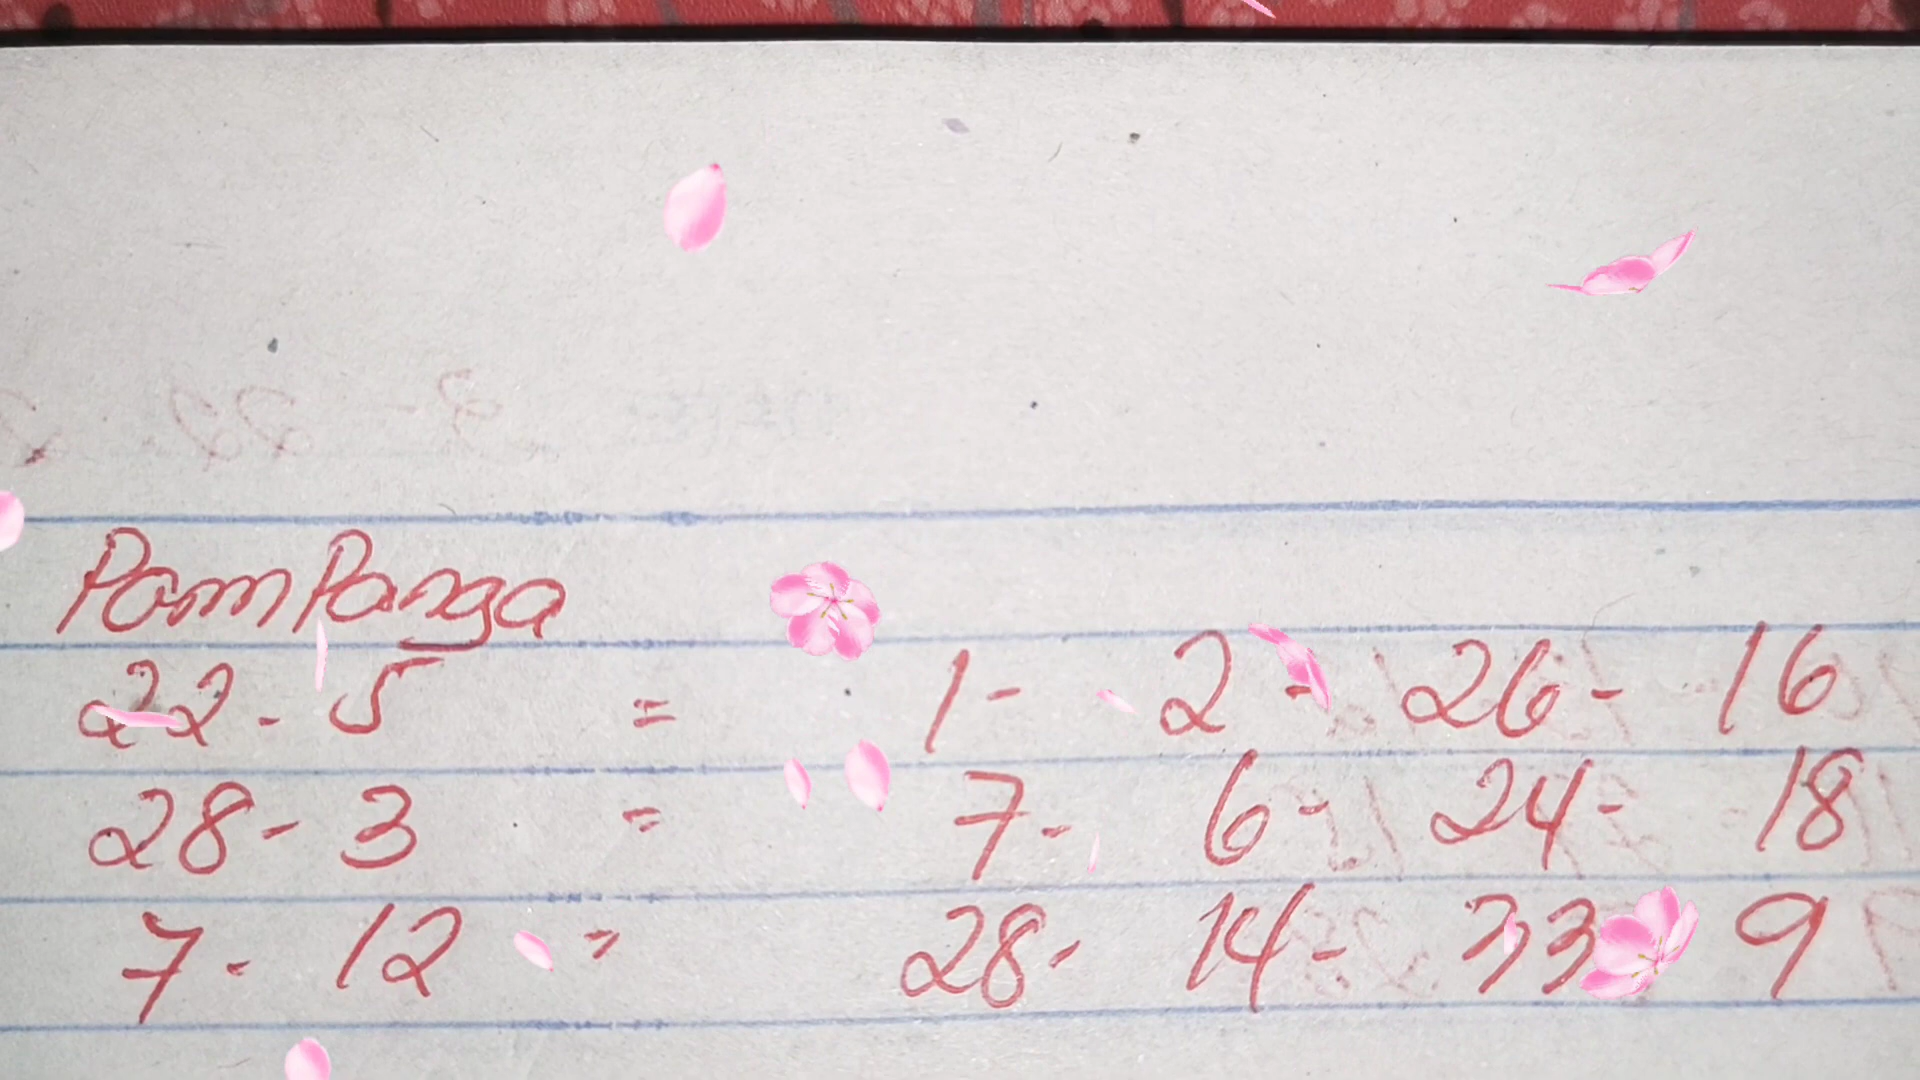 PamPanga
22 - 5 = 1 - 2 - 26 - 16
28 - 3 = 7 - 6 - 24 - 18
7 - 12 = 28 - 14 - 33 9